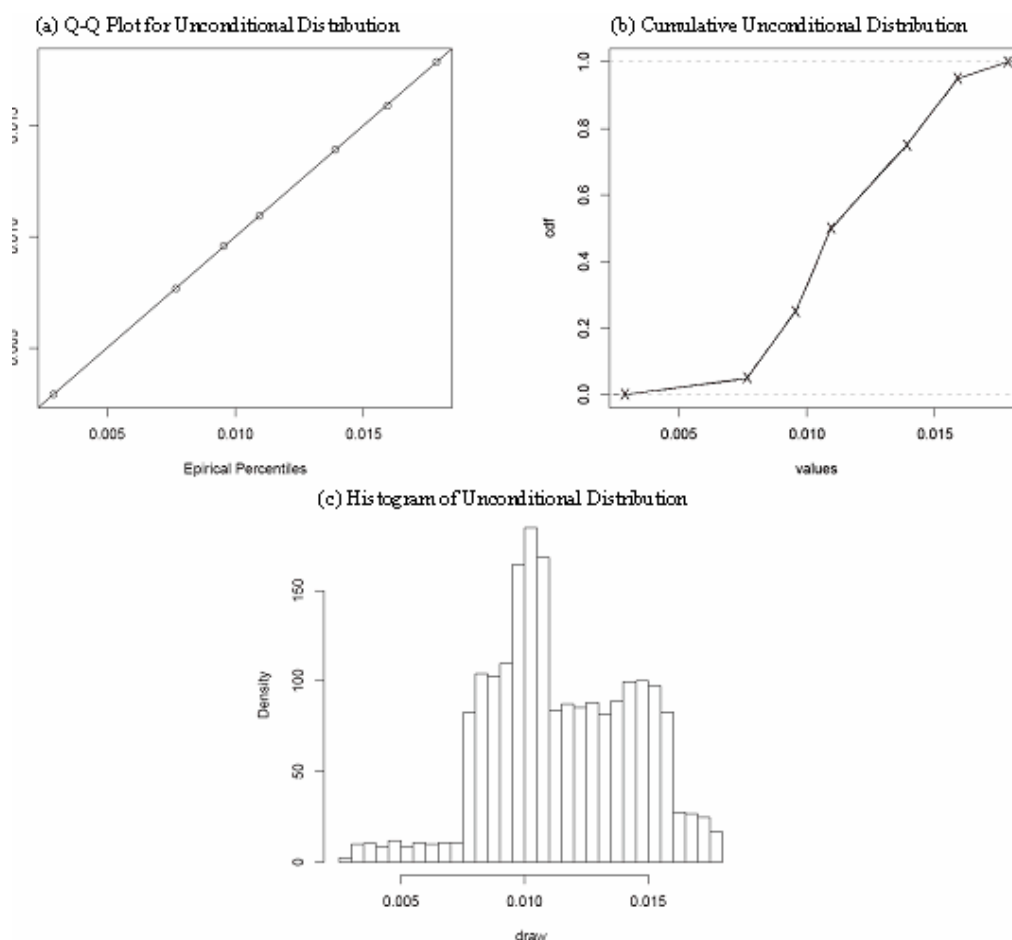 (a) Q-Q Plot for Unconditional Distribution
0.005
0.010
0.015
Epirical Percentiles
(b) Cumulative Unconditional Distribution
1.0
0.8
0.6
0.4
0.2
0.0
cdf
0.005
0.010
0.015
values
(c) Histogram of Unconditional Distribution
150
100
50
0
Density
0.005
0.010
0.015
draw